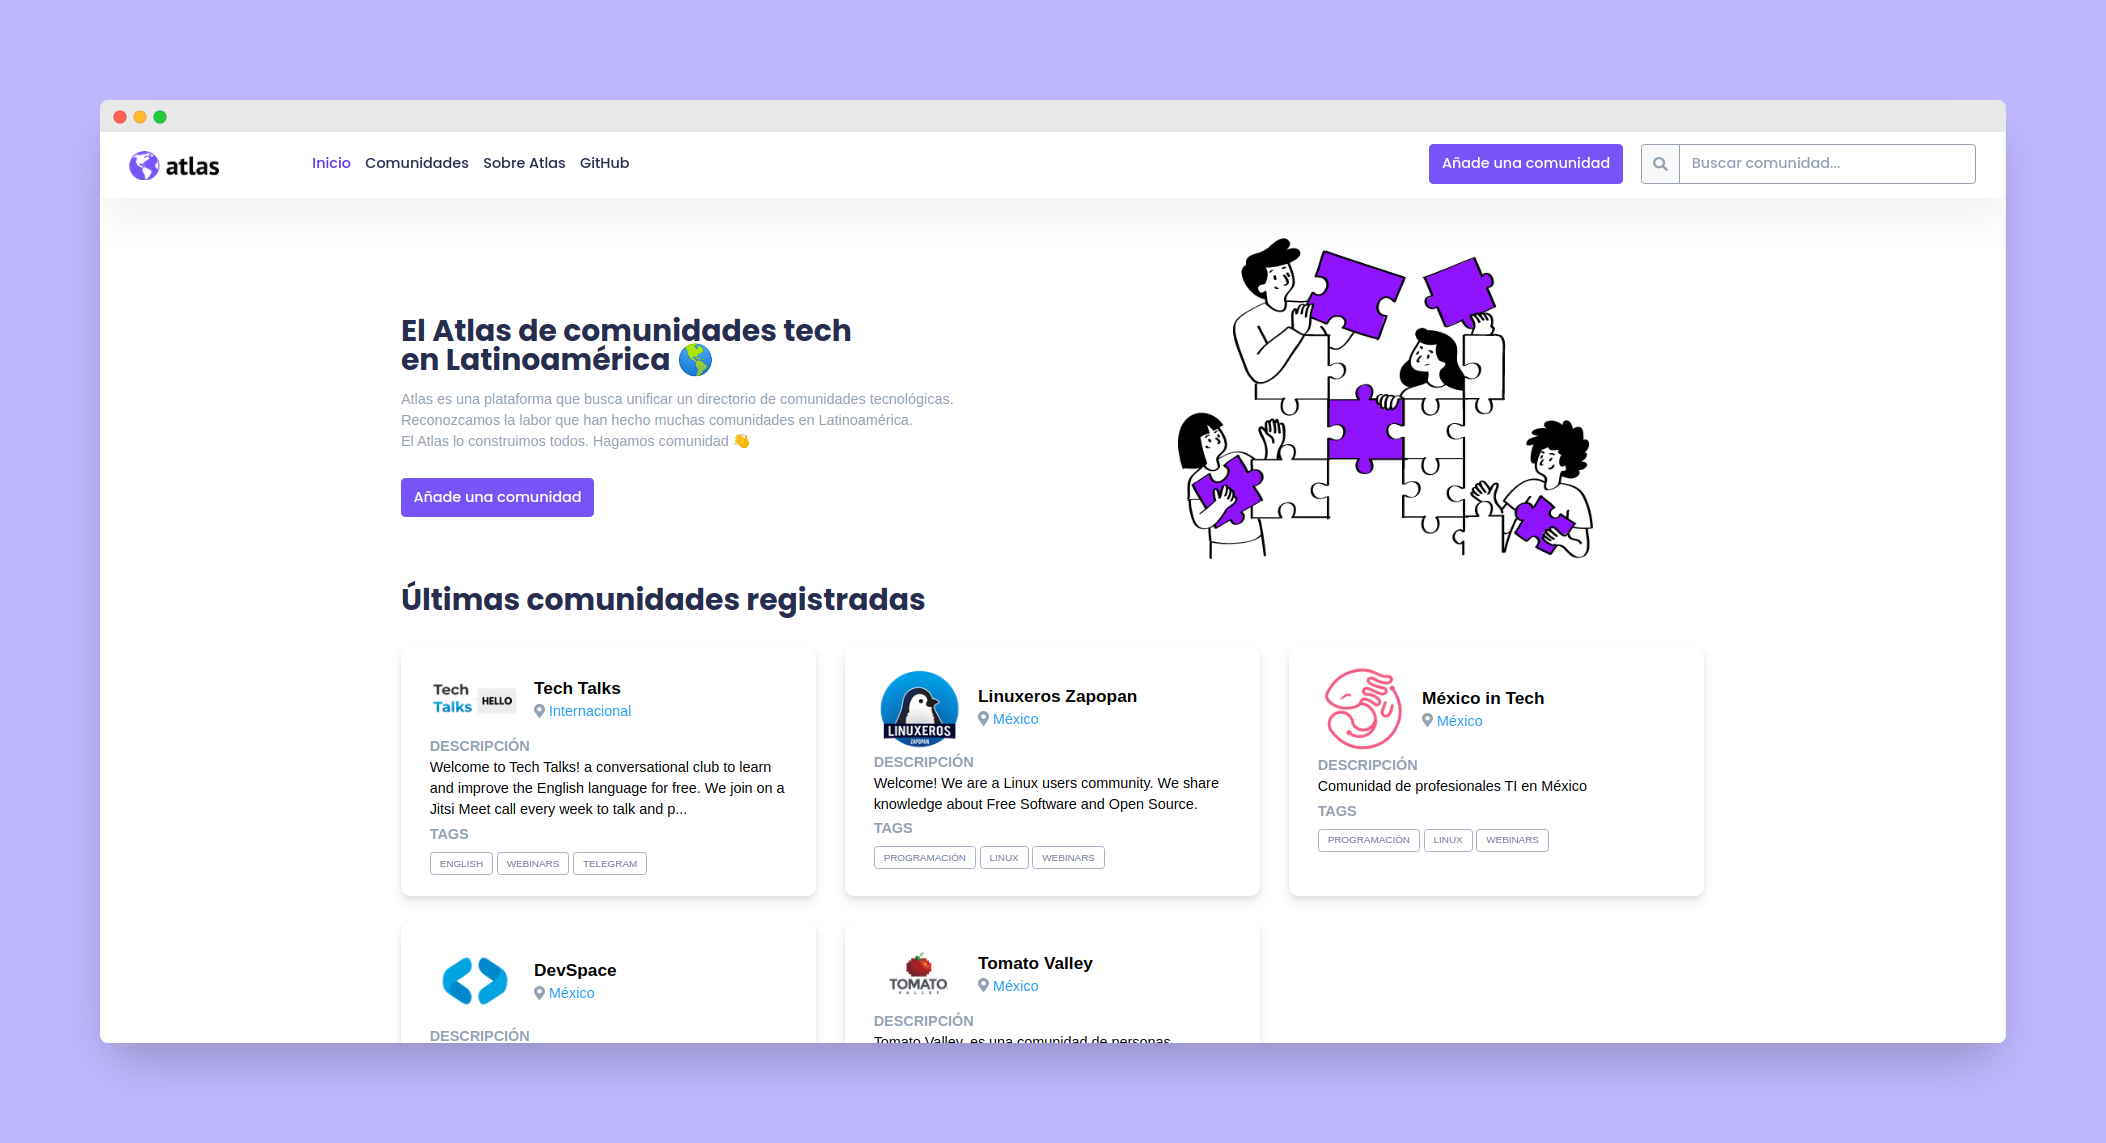 atlas
Inicio Comunidades Sobre Atlas GitHub
Añade una comunidad
Buscar comunidad...
El Atlas de comunidades tech
en Latinoamérica 🌎
Atlas es una plataforma que busca unificar un directorio de comunidades tecnológicas.
Reconozcamos la labor que han hecho muchas comunidades en Latinoamérica.
El Atlas lo construimos todos. Hagamos comunidad 👋
Añade una comunidad
Últimas comunidades registradas
Tech
Talks
HELLO
Tech Talks
Internacional
DESCRIPCIÓN
Welcome to Tech Talks! a conversational club to learn
and improve the English language for free. We join on a
Jitsi Meet call every week to talk and p...
TAGS
ENGLISH WEBINARS TELEGRAM
LINUXEROS
ZAPOPAN
Linuxeros Zapopan
México
DESCRIPCIÓN
Welcome! We are a Linux users community. We share
knowledge about Free Software and Open Source.
TAGS
PROGRAMACIÓN LINUX WEBINARS
México in Tech
México
DESCRIPCIÓN
Comunidad de profesionales TI en México
TAGS
PROGRAMACIÓN LINUX WEBINARS
DevSpace
México
DESCRIPCIÓN
TOMATO
VALLEY
Tomato Valley
México
DESCRIPCIÓN
Tomato Valley, es una comunidad de personas